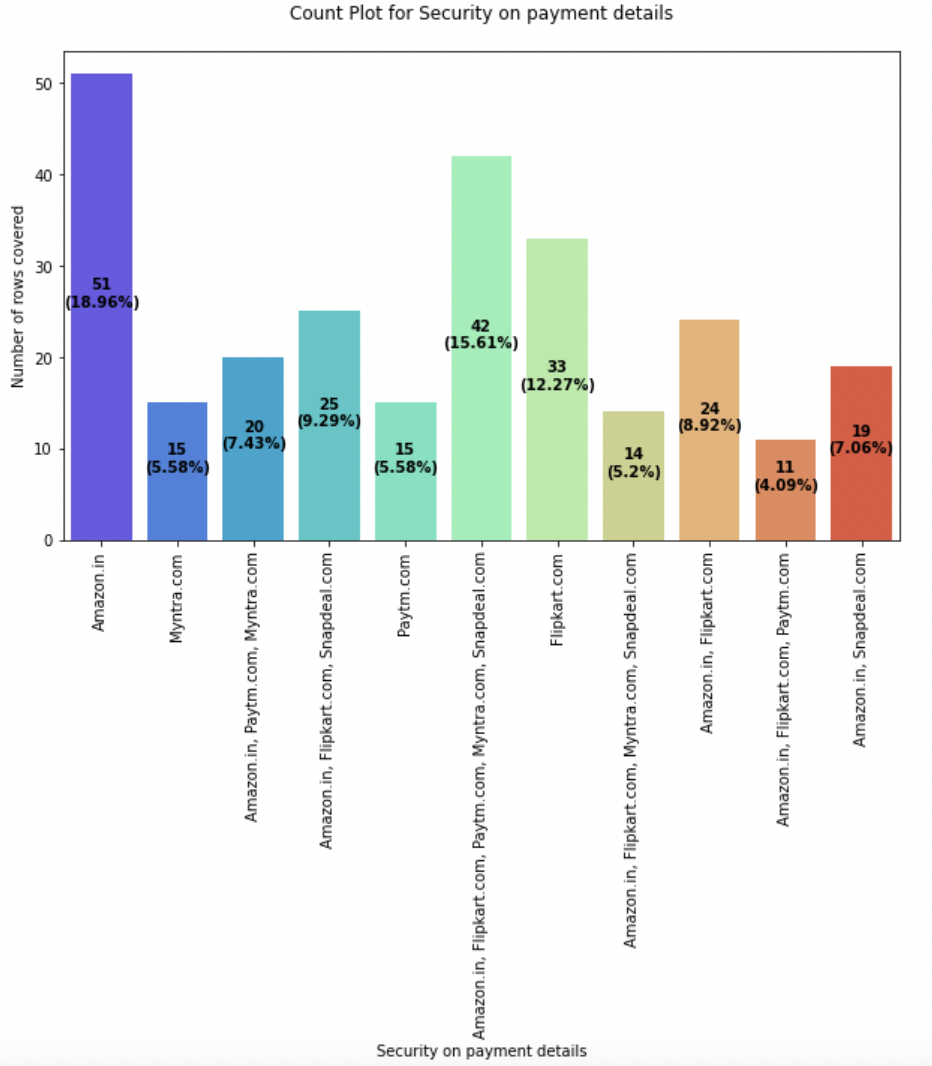 Count Plot for Security on payment details
Number of rows covered
50
40
30
20
10
0
51
(18.96%)
15
(5.58%)
20
(7.43%)
25
(9.29%)
15
(5.58%)
42
(15.61%)
33
(12.27%)
14
(5.2%)
24
(8.92%)
11
(4.09%)
19
(7.06%)
Amazon.in
Myntra.com
Amazon.in, Paytm.com, Myntra.com
Amazon.in, Flipkart.com, Snapdeal.com
Paytm.com
Amazon.in, Flipkart.com, Paytm.com, Myntra.com, Snapdeal.com
Flipkart.com
Amazon.in, Flipkart.com, Myntra.com, Snapdeal.com
Amazon.in, Flipkart.com
Amazon.in, Flipkart.com, Paytm.com
Amazon.in, Snapdeal.com
Security on payment details